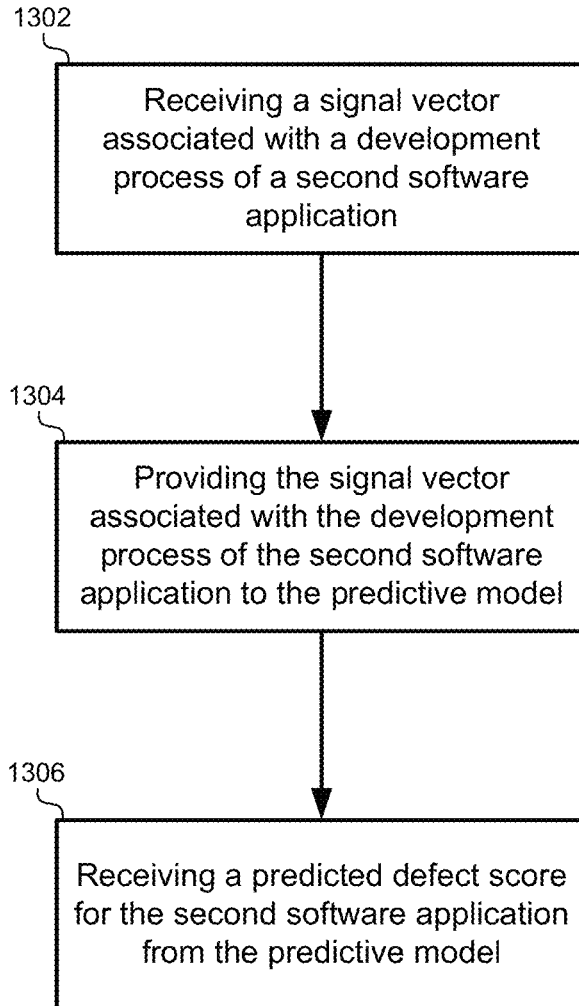 1302
Receiving a signal vector
associated with a development
process of a second software
application
1304
Providing the signal vector
associated with the development
process of the second software
application to the predictive model
1306
Receiving a predicted defect score
for the second software application
from the predictive model